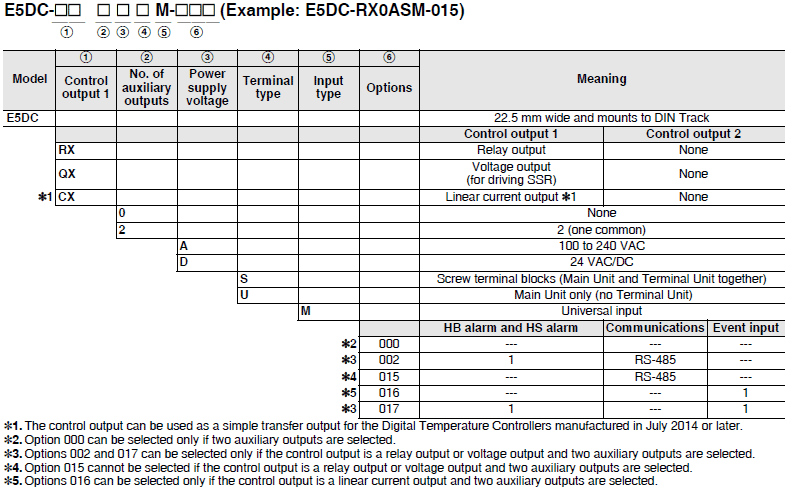 E5DC-□□ □ □ □ M-□□□ (Example: E5DC-RX0ASM-015)
① ② ③ ④ ⑤ ⑥
Model ① Control output 1 ② No. of auxiliary outputs ③ Power supply voltage ④ Terminal type ⑤ Input type ⑥ Options Meaning
E5DC 22.5 mm wide and mounts to DIN Track
Control output 1 Control output 2
RX Relay output None
QX Voltage output (for driving SSR) None
✻1 CX Linear current output ✻1 None
0 None
2 2 (one common)
A 100 to 240 VAC
D 24 VAC/DC
S Screw terminal blocks (Main Unit and Terminal Unit together)
U Main Unit only (no Terminal Unit)
M Universal input
HB alarm and HS alarm Communications Event input
✻2 000 --- --- ---
✻3 002 1 RS-485 ---
✻4 015 --- RS-485 ---
✻5 016 --- --- 1
✻3 017 1 --- 1
✻1. The control output can be used as a simple transfer output for the Digital Temperature Controllers manufactured in July 2014 or later.
✻2. Option 000 can be selected only if two auxiliary outputs are selected.
✻3. Options 002 and 017 can be selected only if the control output is a relay output or voltage output and two auxiliary outputs are selected.
✻4. Option 015 cannot be selected if the control output is a relay output or voltage output and two auxiliary outputs are selected.
✻5. Options 016 can be selected only if the control output is a linear current output and two auxiliary outputs are selected.